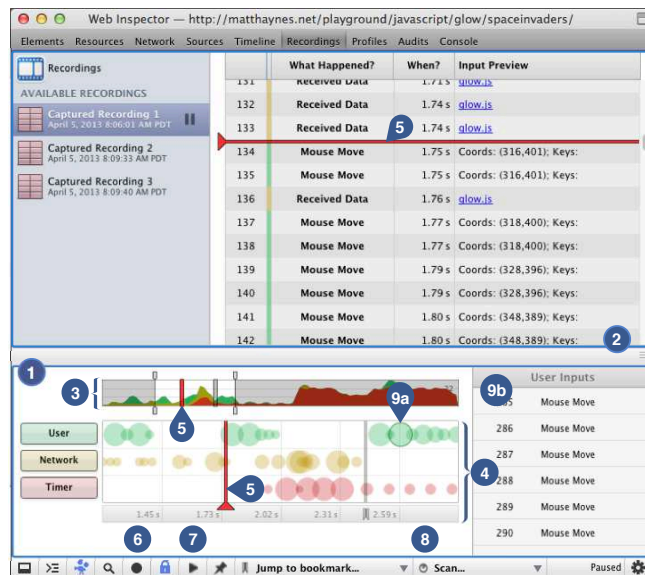 Web Inspector — http://matthaynes.net/playground/javascript/glow/spaceinvaders/
Elements Resources Network Sources Timeline Recordings Profiles Audits Console
Recordings
AVAILABLE RECORDINGS
Captured Recording 1
April 5, 2013 8:06:01 AM PDT
Captured Recording 2
April 5, 2013 8:09:33 AM PDT
Captured Recording 3
April 5, 2013 8:09:40 AM PDT
What Happened? When? Input Preview
131 Received Data 1.71 s glow.js
132 Received Data 1.74 s glow.js
133 Received Data 1.74 s glow.js
5
134 Mouse Move 1.75 s Coords: (316,401); Keys:
135 Mouse Move 1.75 s Coords: (316,401); Keys:
136 Received Data 1.76 s glow.js
137 Mouse Move 1.77 s Coords: (318,400); Keys:
138 Mouse Move 1.77 s Coords: (318,400); Keys:
139 Mouse Move 1.79 s Coords: (328,396); Keys:
140 Mouse Move 1.79 s Coords: (328,396); Keys:
141 Mouse Move 1.80 s Coords: (348,389); Keys:
142 Mouse Move 1.80 s Coords: (348,389); Keys:
2
1
3
5
9a
User
Network
Timer
5
4
1.45 s 1.73 s 2.02 s 2.31 s 2.59 s
6 7 8
User Inputs
9b
Mouse Move
286 Mouse Move
287 Mouse Move
288 Mouse Move
289 Mouse Move
290 Mouse Move
Jump to bookmark... Scan... Paused